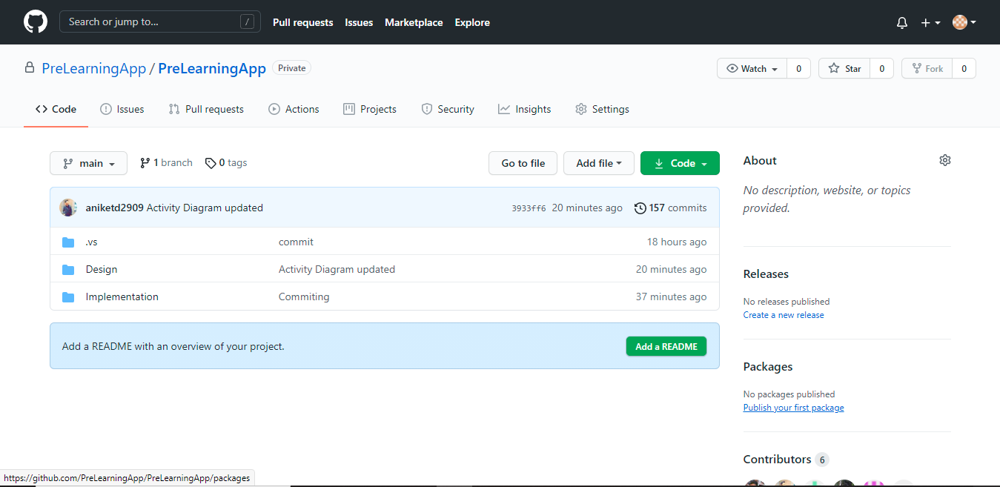 Search or jump to... / Pull requests Issues Marketplace Explore
PreLearningApp / PreLearningApp Private Watch 0 Star 0 Fork 0
Code Issues Pull requests Actions Projects Security Insights Settings
main 1 branch 0 tags Go to file Add file Code
aniketd2909 Activity Diagram updated 3933ff6 20 minutes ago 157 commits
.vs commit 18 hours ago
Design Activity Diagram updated 20 minutes ago
Implementation Commiting 37 minutes ago
Add a README with an overview of your project. Add a README
About
No description, website, or topics
provided.
Releases
No releases published
Create a new release
Packages
No packages published
Publish your first package
Contributors 6
https://github.com/PreLearningApp/PreLearningApp/packages